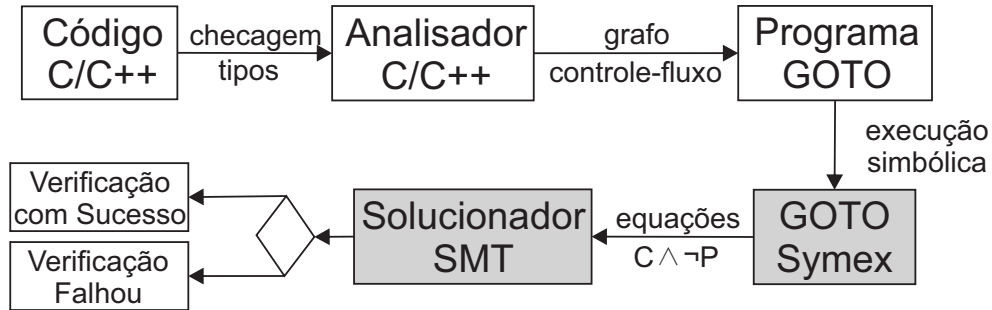 Código
C/C++
checagem
tipos
Analisador
C/C++
grafo
controle-fluxo
Programa
GOTO
execução
simbólica
GOTO
Symex
equações
C ∧ ¬P
Solucionador
SMT
Verificação
com Sucesso
Verificação
Falhou